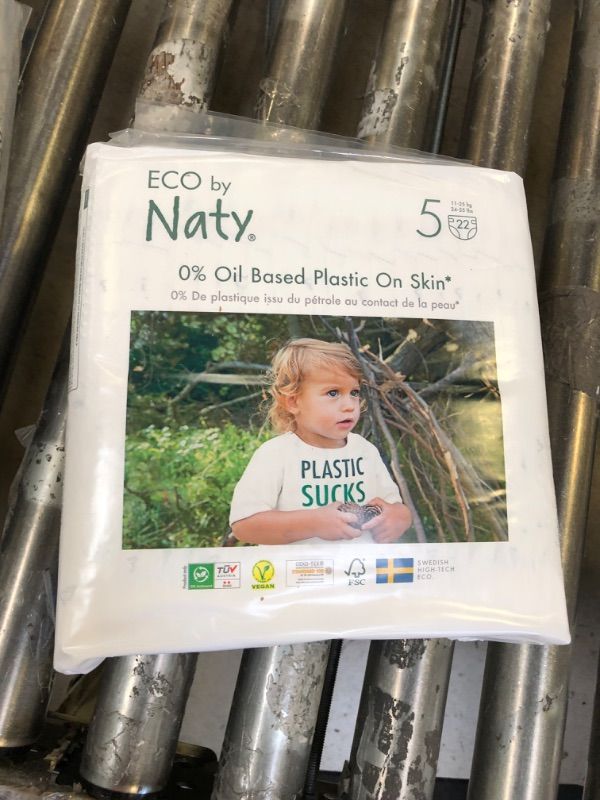 ECO by
Naty®
5
11-25 kg
24-55 lbs
22
0% Oil Based Plastic On Skin*
0% De plastique issu du pétrole au contact de la peau*
PLASTIC
SUCKS
TÜV
AUSTRIA
VEGAN
FSC
SWEDISH
HIGH-TECH
ECO